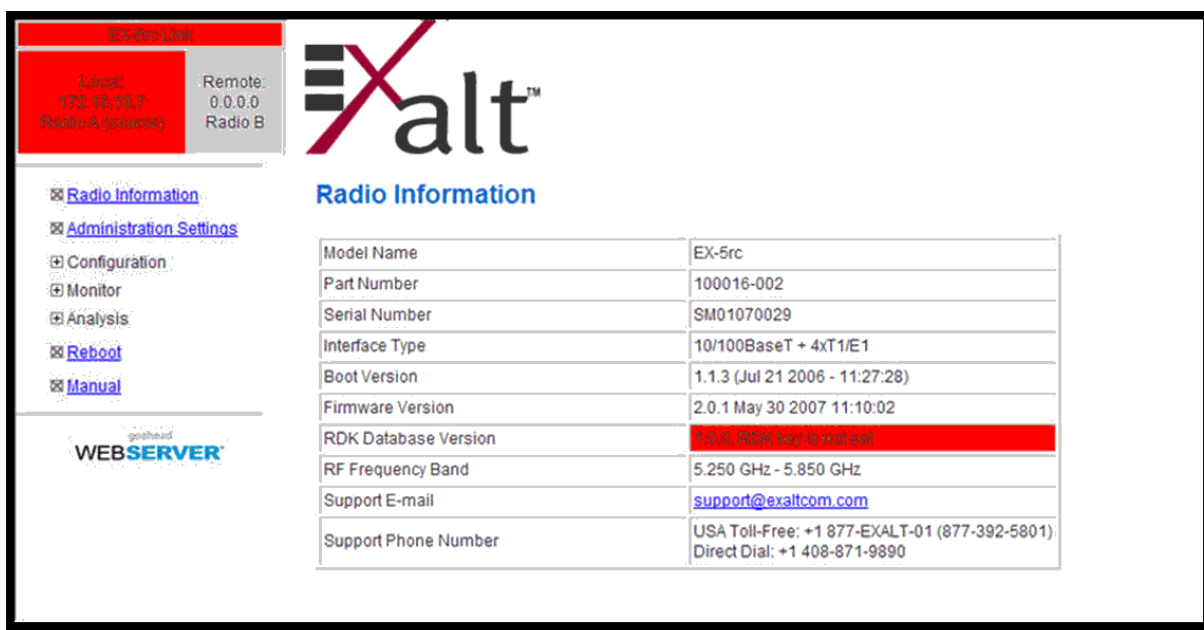 EX-5rc Link
Local:
172.16.10.7
Radio A (source)
Remote:
0.0.0.0
Radio B
EXalt™
Radio Information
Administration Settings
Configuration
Monitor
Analysis
Reboot
Manual
goahead
WEBSERVER
Radio Information
Model Name EX-5rc
Part Number 100016-002
Serial Number SM01070029
Interface Type 10/100BaseT + 4xT1/E1
Boot Version 1.1.3 (Jul 21 2006 - 11:27:28)
Firmware Version 2.0.1 May 30 2007 11:10:02
RDK Database Version 1.0.0, RDK key is not set
RF Frequency Band 5.250 GHz - 5.850 GHz
Support E-mail support@exaltcom.com
Support Phone Number USA Toll-Free: +1 877-EXALT-01 (877-392-5801)
Direct Dial: +1 408-871-9890